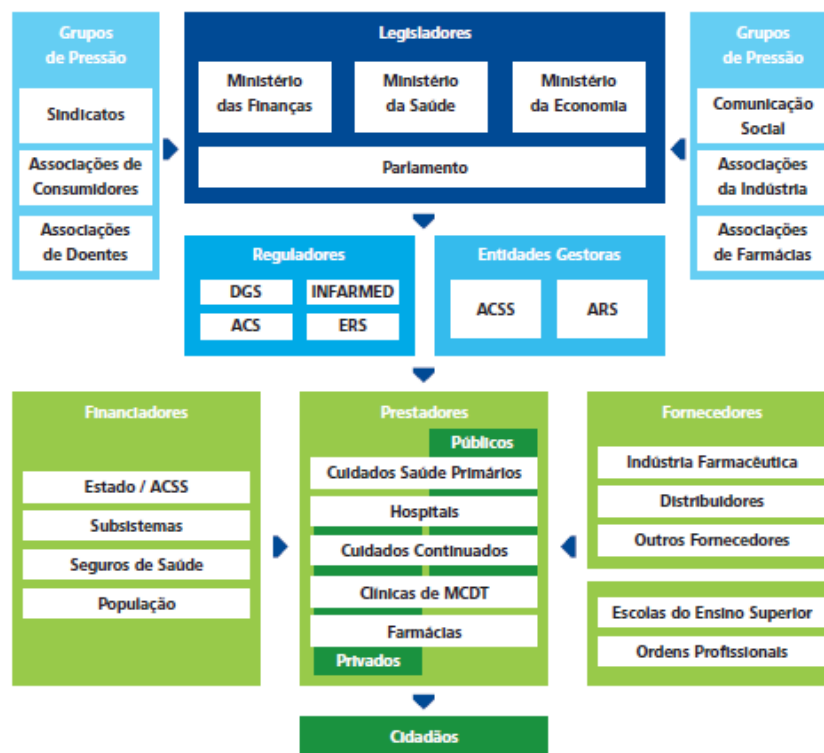 Grupos
de Pressão
Sindicatos
Associações de
Consumidores
Associações
de Doentes
Legisladores
Ministério
das Finanças
Ministério
da Saúde
Ministério
da Economia
Parlamento
Grupos
de Pressão
Comunicação
Social
Associações
da Indústria
Associações
de Farmácias
Reguladores
DGS
INFARMED
ACS
ERS
Entidades Gestoras
ACSS
ARS
Financiadores
Estado / ACSS
Subsistemas
Seguros de Saúde
População
Prestadores
Públicos
Cuidados Saúde Primários
Hospitais
Cuidados Continuados
Clínicas de MCDT
Farmácias
Privados
Fornecedores
Indústria Farmacêutica
Distribuidores
Outros Fornecedores
Escolas do Ensino Superior
Ordens Profissionais
Cidadãos